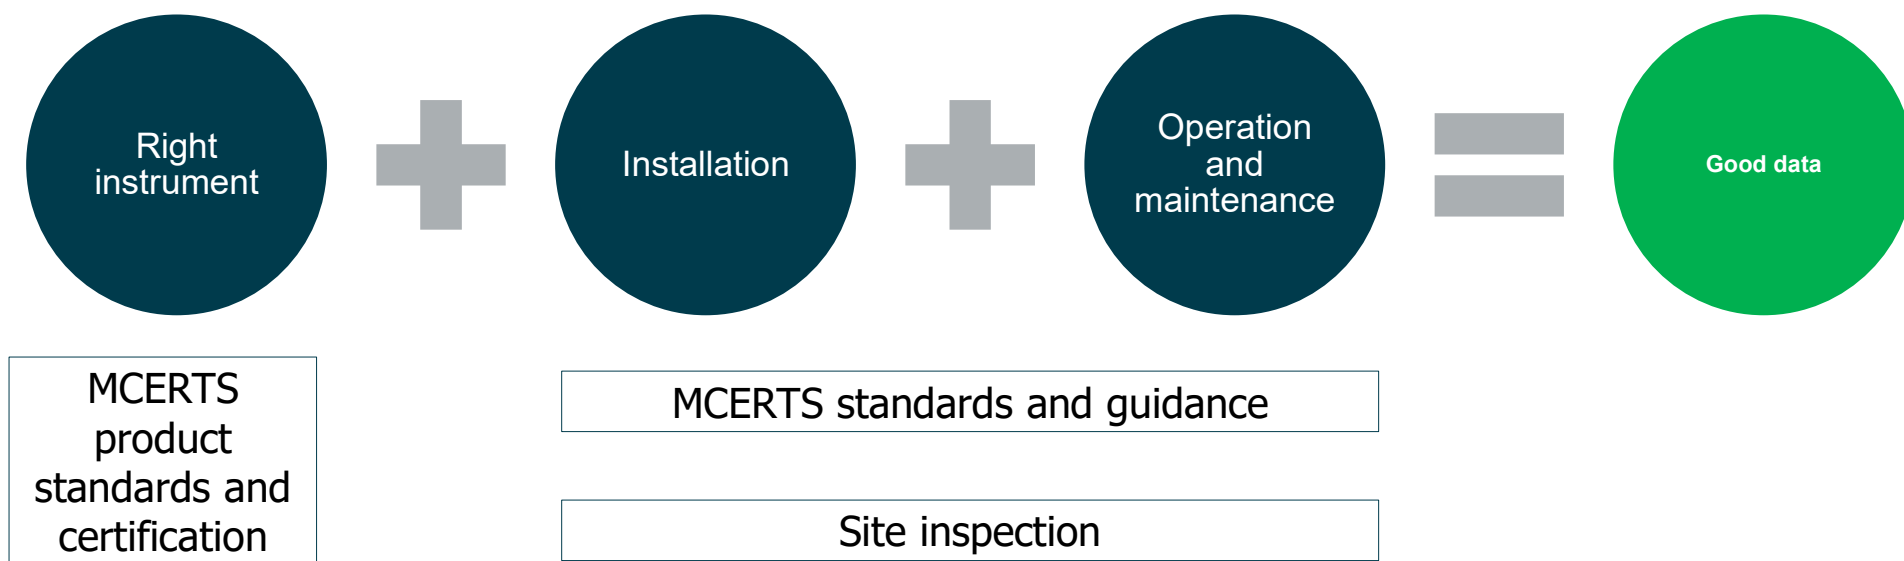 Right
instrument
Installation
Operation
and
maintenance
Good data
MCERTS
product
standards and
certification
MCERTS standards and guidance
Site inspection